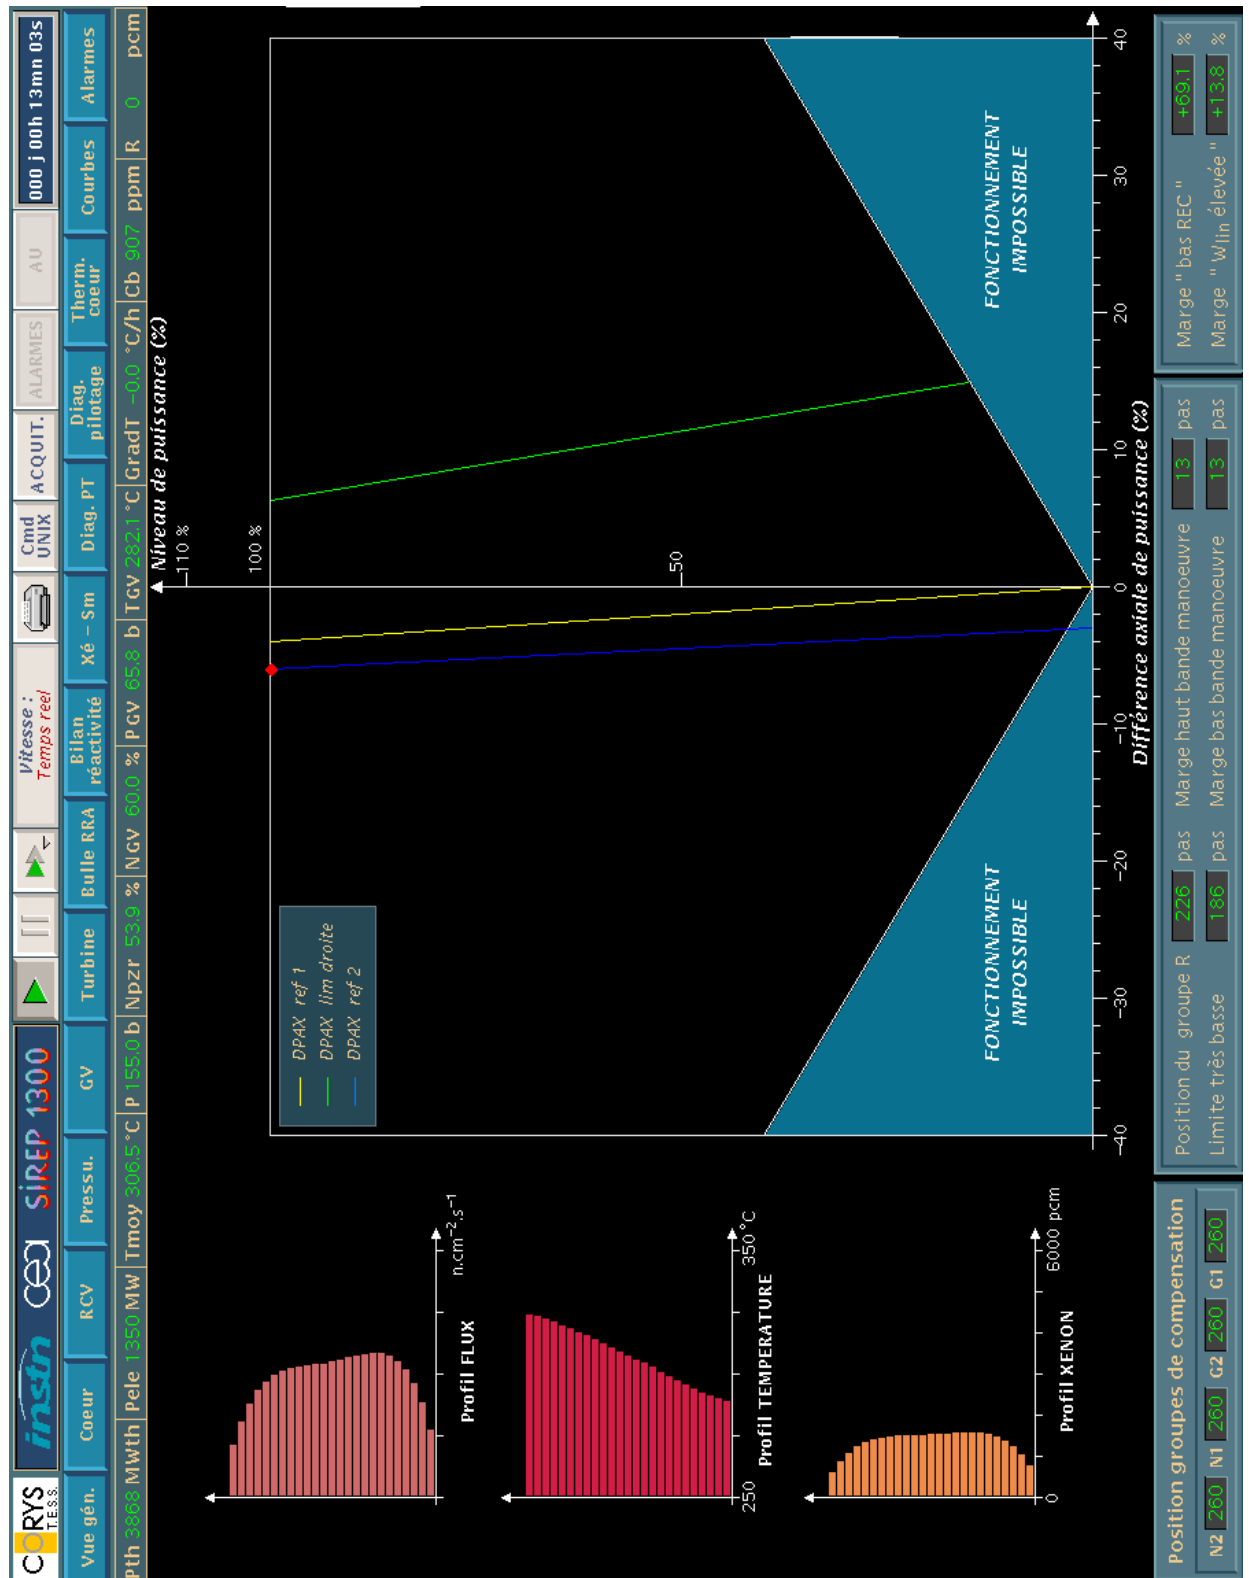 CORYS
T.E.S.S.
instn cea SIREP 1300
Vitesse :
Temps reel
Cmd
UNIX
ACQUIT.
ALARMES
AU
000 j 00h 13mn 03s
Vue gén.
Coeur
RCV
Pressu.
GV
Turbine
Bulle RRA
Bilan
réactivité
Xé - Sm
Diag. PT
Diag.
pilotage
Therm.
coeur
Courbes
Alarmes
Pth 3868 MWth Pele 1350 MW Tmoy 306.5 °C P 155.0 b Npzr 53.9 % NGV 60.0 % PGV 65.8 b TGV 282.1 °C GradT -0.0 °C/h Cb 907 ppm R 0 pcm
Niveau de puissance (%)
110 %
100 %
50
DPAX ref 1
DPAX lim droite
DPAX ref 2
FONCTIONNEMENT
IMPOSSIBLE
FONCTIONNEMENT
IMPOSSIBLE
-40 -30 -20 -10 0 10 20 30 40
Différence axiale de puissance (%)
n.cm-2.s-1
Profil FLUX
250 350 °C
Profil TEMPERATURE
0 6000 pcm
Profil XENON
Position groupes de compensation
N2 260 N1 260 G2 260 G1 260
Position du groupe R 226 pas Marge haut bande manoeuvre 13 pas
Limite très basse 186 pas Marge bas bande manoeuvre 13 pas
Marge " bas REC " +69.1 %
Marge " Wlin élevée " +13.8 %